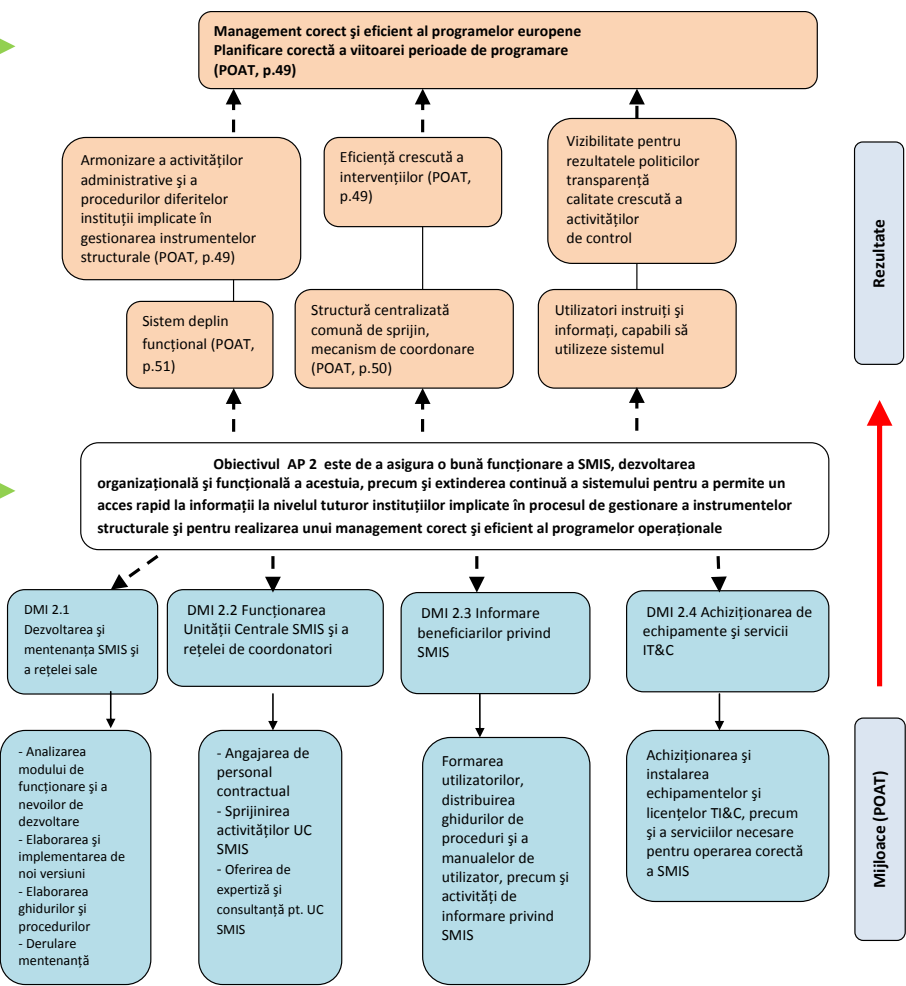 Management corect şi eficient al programelor europene
Planificare corectă a viitoarei perioade de programare
(POAT, p.49)
Armonizare a activităţilor
administrative şi a
procedurilor diferitelor
instituţii implicate în
gestionarea instrumentelor
structurale (POAT, p.49)
Eficienţă crescută a
intervenţiilor (POAT,
p.49)
Vizibilitate pentru
rezultatele politicilor
transparenţă
calitate crescută a
activităţilor
de control
Rezultate
Sistem deplin
funcţional (POAT,
p.51)
Structură centralizată
comună de sprijin,
mecanism de coordonare
(POAT, p.50)
Utilizatori instruiţi şi
informaţi, capabili să
utilizeze sistemul
Obiectivul AP 2 este de a asigura o bună funcţionare a SMIS, dezvoltarea
organizaţională şi funcţională a acestuia, precum şi extinderea continuă a sistemului pentru a permite un
acces rapid la informaţii la nivelul tuturor instituţiilor implicate în procesul de gestionare a instrumentelor
structurale şi pentru realizarea unui management corect şi eficient al programelor operaţionale
DMI 2.1
Dezvoltarea şi
mentenanţa SMIS şi
a reţelei sale
DMI 2.2 Funcţionarea
Unităţii Centrale SMIS şi a
reţelei de coordonatori
DMI 2.3 Informare
beneficiarilor privind
SMIS
DMI 2.4 Achiziţionarea de
echipamente şi servicii
IT&C
- Analizarea
modului de
funcţionare şi a
nevoilor de
dezvoltare
- Elaborarea şi
implementarea de
noi versiuni
- Elaborarea
ghidurilor şi
procedurilor
- Derulare
mentenanţă
- Angajarea de
personal
contractual
- Sprijinirea
activităţilor UC
SMIS
- Oferirea de
expertiză şi
consultanţă pt. UC
SMIS
Formarea
utilizatorilor,
distribuirea
ghidurilor de
proceduri şi a
manualelor de
utilizator, precum şi
activităţi de
informare privind
SMIS
Achiziţionarea şi
instalarea
echipamentelor şi
licenţelor TI&C, precum
şi a serviciilor necesare
pentru operarea corectă
a SMIS
Mijloace (POAT)